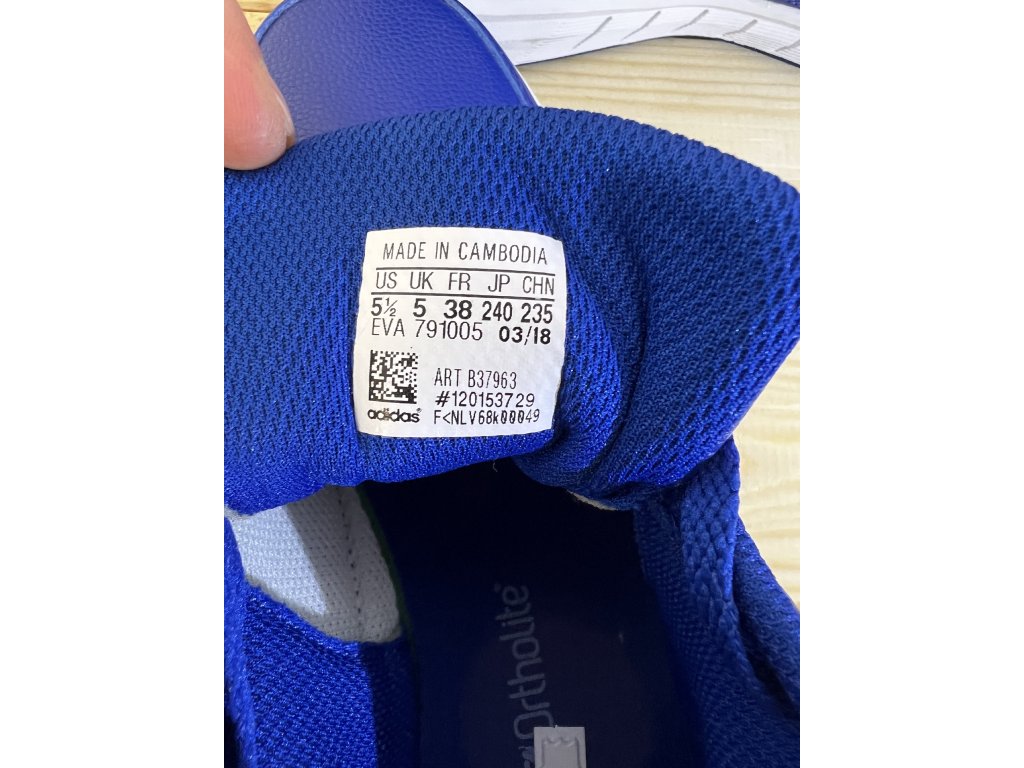 MADE IN CAMBODIA
US UK FR JP CHN
5½ 5 38 240 235
EVA 791005 03/18
ART B37963
#120153729
adidas F<NLV68k00049
Ortholite